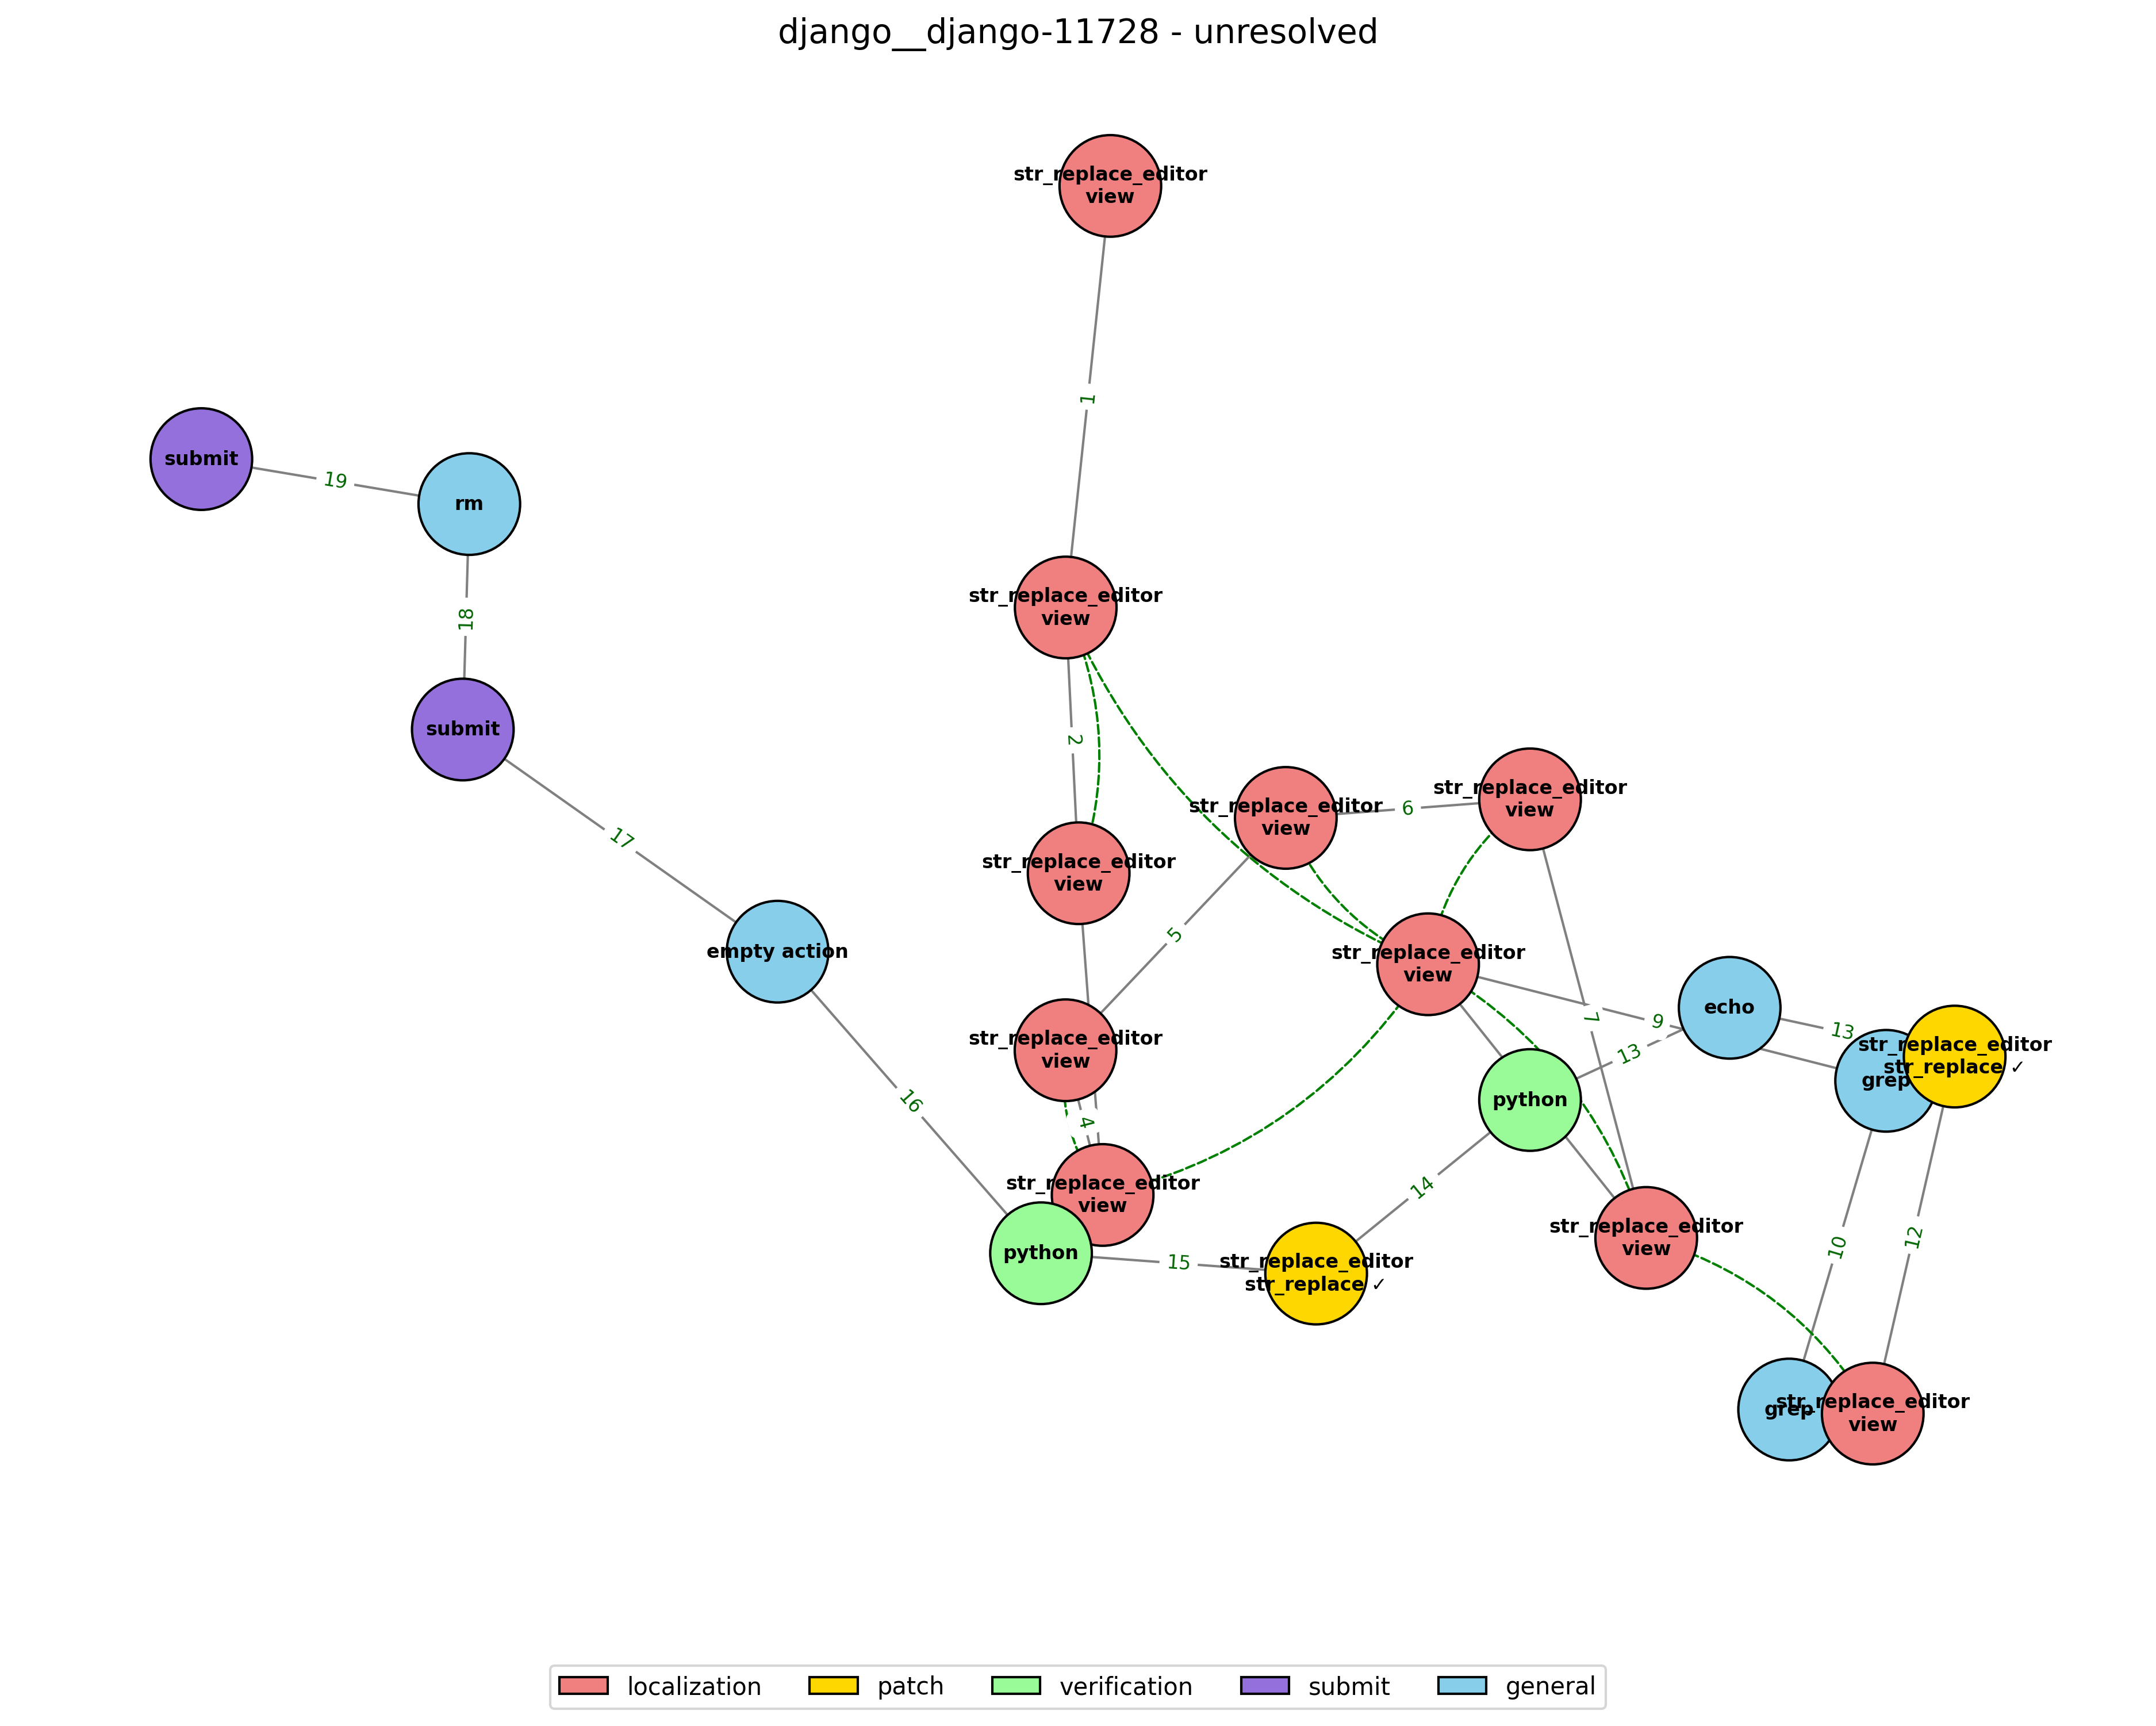 django__django-11728 - unresolved
str_replace_editor
view
1
submit
19
rm
18
str_replace_editor
view
2
submit
17
str_replace_editor
view
6
str_replace_editor
view
str_replace_editor
view
5
empty action
str_replace_editor
view
9
7
echo
13
str_replace_editor
str_replace ✓
grep
str_replace_editor
view
13
4
16
python
14
str_replace_editor
view
python
15
str_replace_editor
str_replace ✓
str_replace_editor
view
10
12
grep
str_replace_editor
view
localization
patch
verification
submit
general